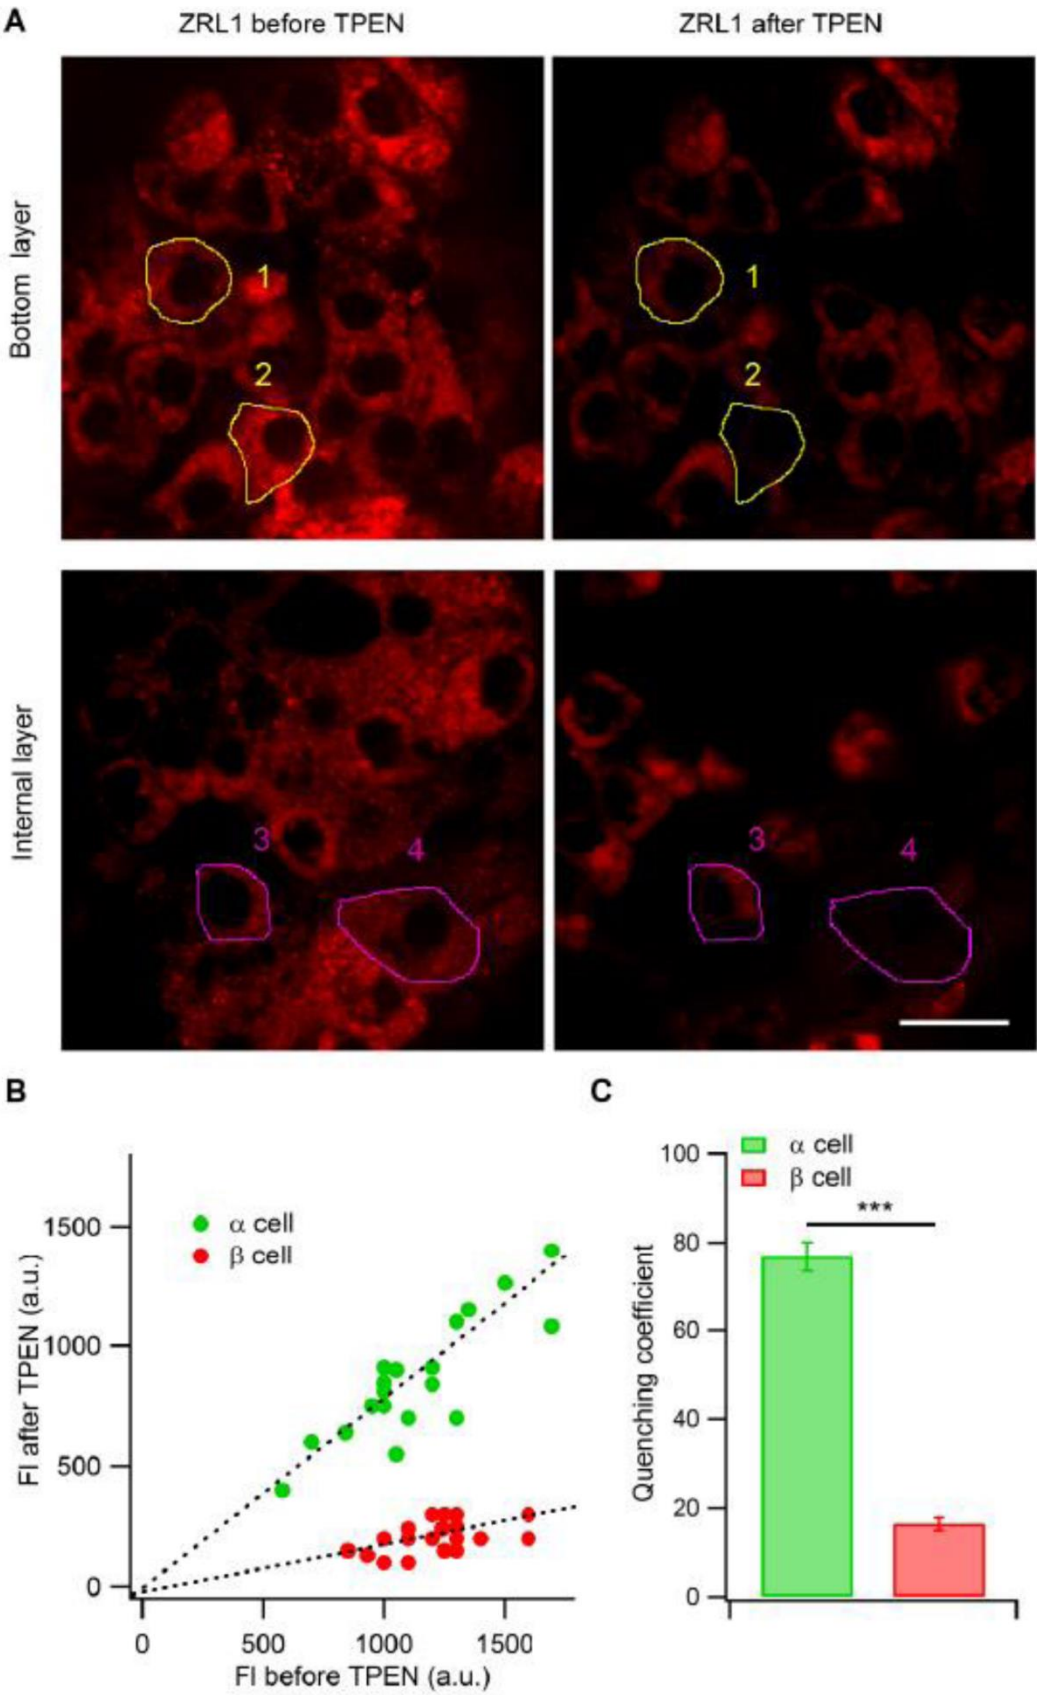 A
ZRL1 before TPEN
ZRL1 after TPEN
Bottom layer
1
2
1
2
Internal layer
3
4
3
4
B
α cell
β cell
FI after TPEN (a.u.)
1500
1000
500
0
0 500 1000 1500
FI before TPEN (a.u.)
C
α cell
β cell
***
Quenching coefficient
100
80
60
40
20
0